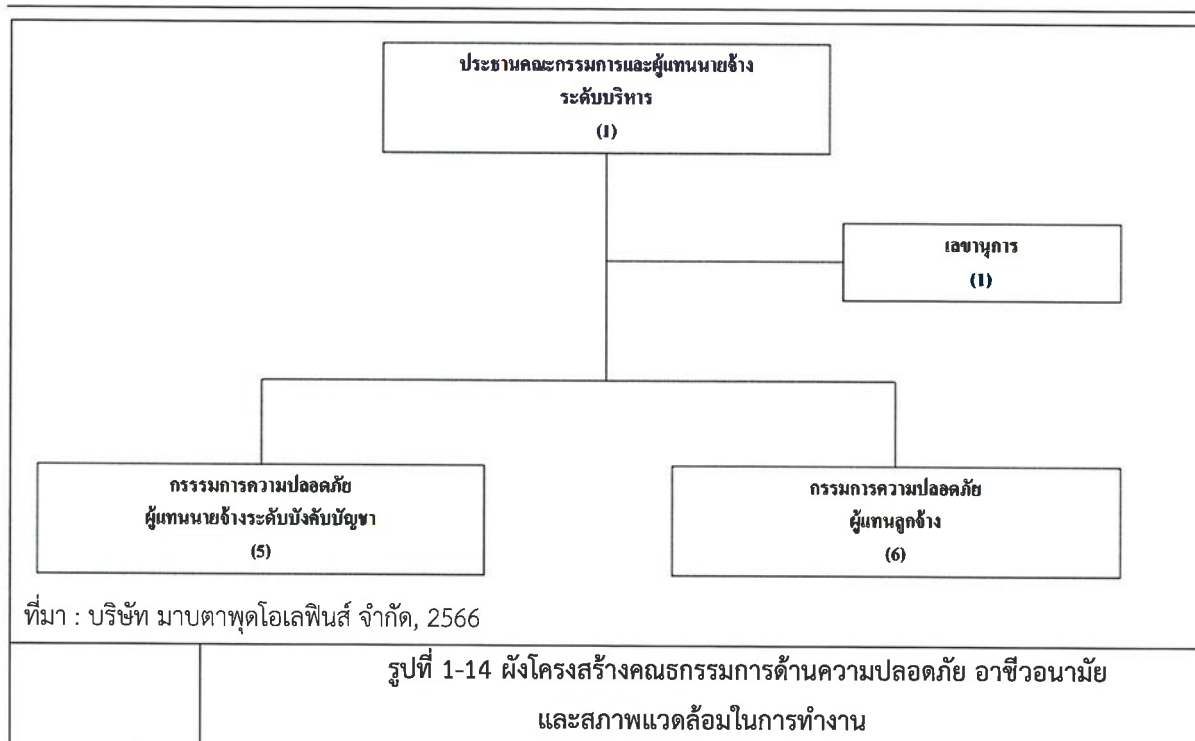 ประธานคณะกรรมการและผู้แทนนายจ้าง
ระดับบริหาร
(1)
เลขานุการ
(1)
กรรมการความปลอดภัย
ผู้แทนนายจ้างระดับบังคับบัญชา
(5)
กรรมการความปลอดภัย
ผู้แทนลูกจ้าง
(6)
ที่มา : บริษัท มาบตาพุดโอเลฟินส์ จำกัด, 2566
รูปที่ 1-14 ผังโครงสร้างคณธกรรมการด้านความปลอดภัย อาชีวอนามัย
และสภาพแวดล้อมในการทำงาน